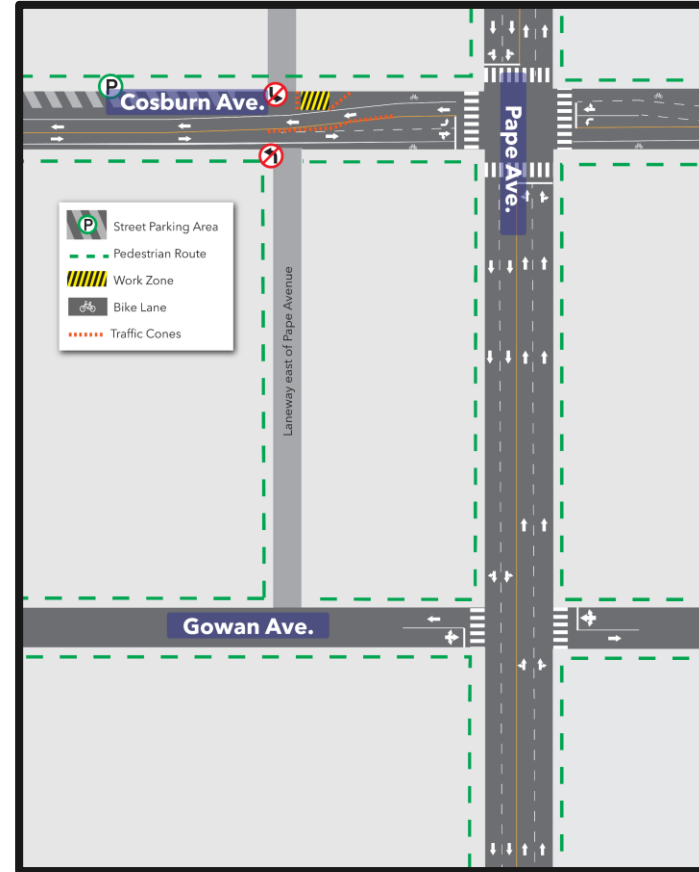 P
Cosburn Ave.
Pape Ave.
P
Street Parking Area
Pedestrian Route
Work Zone
Bike Lane
Traffic Cones
Laneway east of Pape Avenue
Gowan Ave.